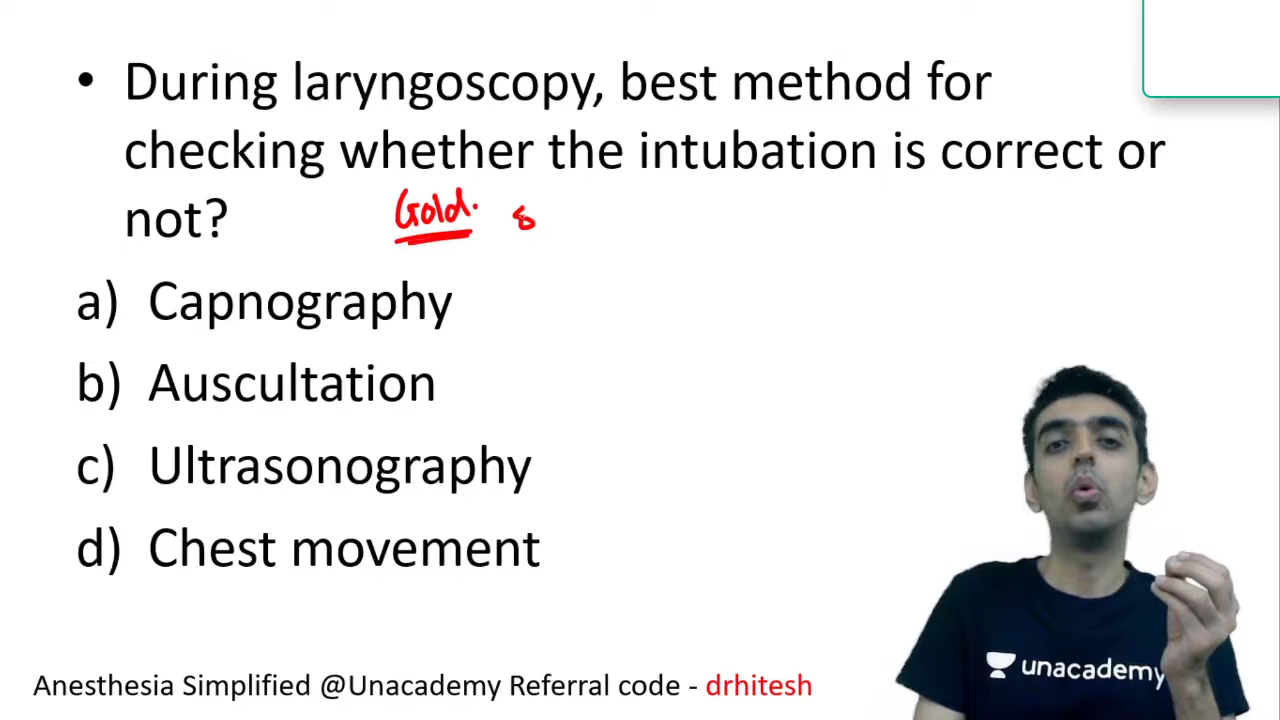 • During laryngoscopy, best method for
checking whether the intubation is correct or
not?
Gold. s
a) Capnography
b) Auscultation
c) Ultrasonography
d) Chest movement
unacademy
Anesthesia Simplified @Unacademy Referral code - drhitesh